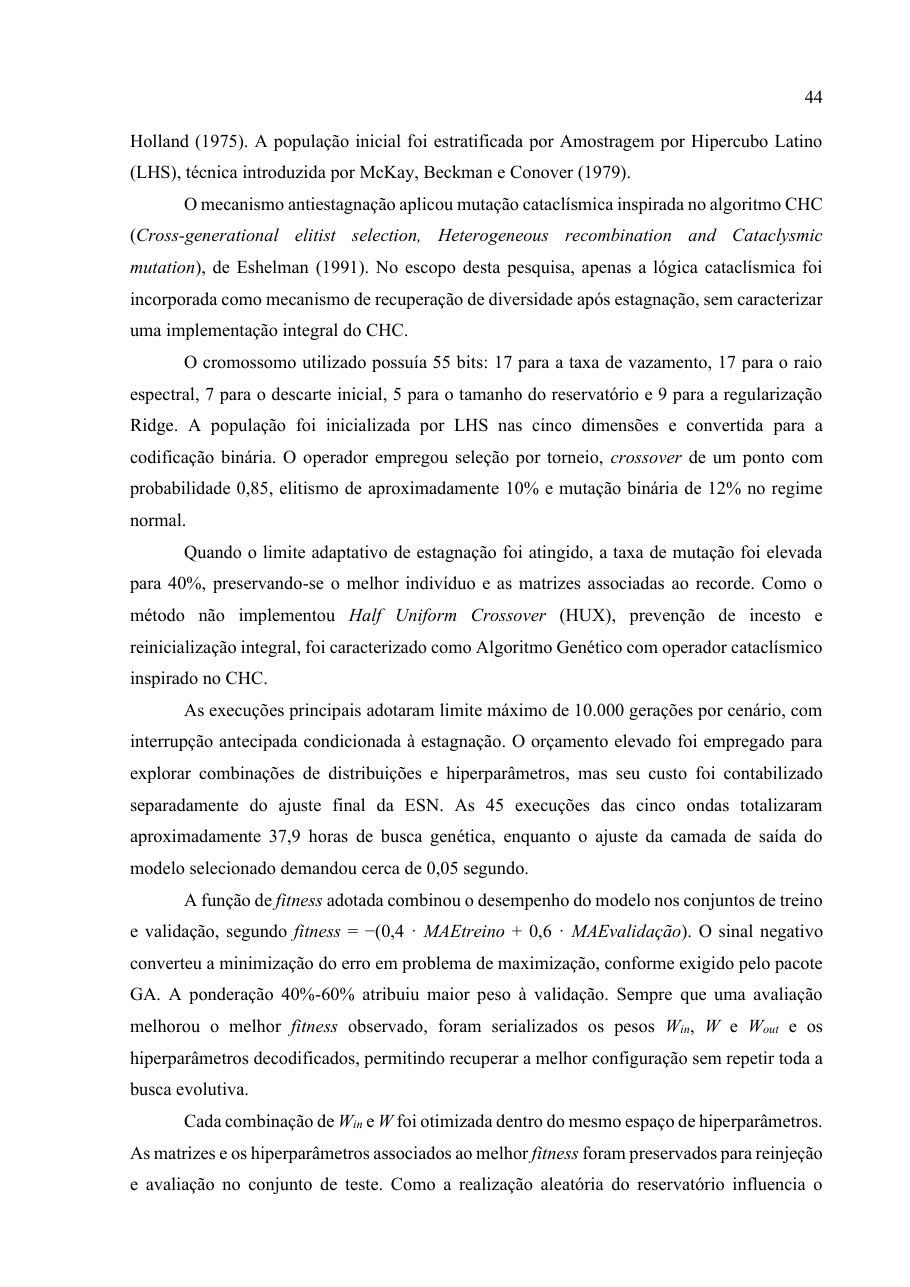 44
Holland (1975). A população inicial foi estratificada por Amostragem por Hipercubo Latino
(LHS), técnica introduzida por McKay, Beckman e Conover (1979).
O mecanismo antiestagnação aplicou mutação cataclísmica inspirada no algoritmo CHC
(Cross-generational elitist selection, Heterogeneous recombination and Cataclysmic
mutation), de Eshelman (1991). No escopo desta pesquisa, apenas a lógica cataclísmica foi
incorporada como mecanismo de recuperação de diversidade após estagnação, sem caracterizar
uma implementação integral do CHC.
O cromossomo utilizado possuía 55 bits: 17 para a taxa de vazamento, 17 para o raio
espectral, 7 para o descarte inicial, 5 para o tamanho do reservatório e 9 para a regularização
Ridge. A população foi inicializada por LHS nas cinco dimensões e convertida para a
codificação binária. O operador empregou seleção por torneio, crossover de um ponto com
probabilidade 0,85, elitismo de aproximadamente 10% e mutação binária de 12% no regime
normal.
Quando o limite adaptativo de estagnação foi atingido, a taxa de mutação foi elevada
para 40%, preservando-se o melhor indivíduo e as matrizes associadas ao recorde. Como o
método não implementou Half Uniform Crossover (HUX), prevenção de incesto e
reinicialização integral, foi caracterizado como Algoritmo Genético com operador cataclísmico
inspirado no CHC.
As execuções principais adotaram limite máximo de 10.000 gerações por cenário, com
interrupção antecipada condicionada à estagnação. O orçamento elevado foi empregado para
explorar combinações de distribuições e hiperparâmetros, mas seu custo foi contabilizado
separadamente do ajuste final da ESN. As 45 execuções das cinco ondas totalizaram
aproximadamente 37,9 horas de busca genética, enquanto o ajuste da camada de saída do
modelo selecionado demandou cerca de 0,05 segundo.
A função de fitness adotada combinou o desempenho do modelo nos conjuntos de treino
e validação, segundo fitness = −(0,4 · MAEtreino + 0,6 · MAEvalidação). O sinal negativo
converteu a minimização do erro em problema de maximização, conforme exigido pelo pacote
GA. A ponderação 40%-60% atribuiu maior peso à validação. Sempre que uma avaliação
melhorou o melhor fitness observado, foram serializados os pesos Win, W e Wout e os
hiperparâmetros decodificados, permitindo recuperar a melhor configuração sem repetir toda a
busca evolutiva.
Cada combinação de Win e W foi otimizada dentro do mesmo espaço de hiperparâmetros.
As matrizes e os hiperparâmetros associados ao melhor fitness foram preservados para reinjeção
e avaliação no conjunto de teste. Como a realização aleatória do reservatório influencia o